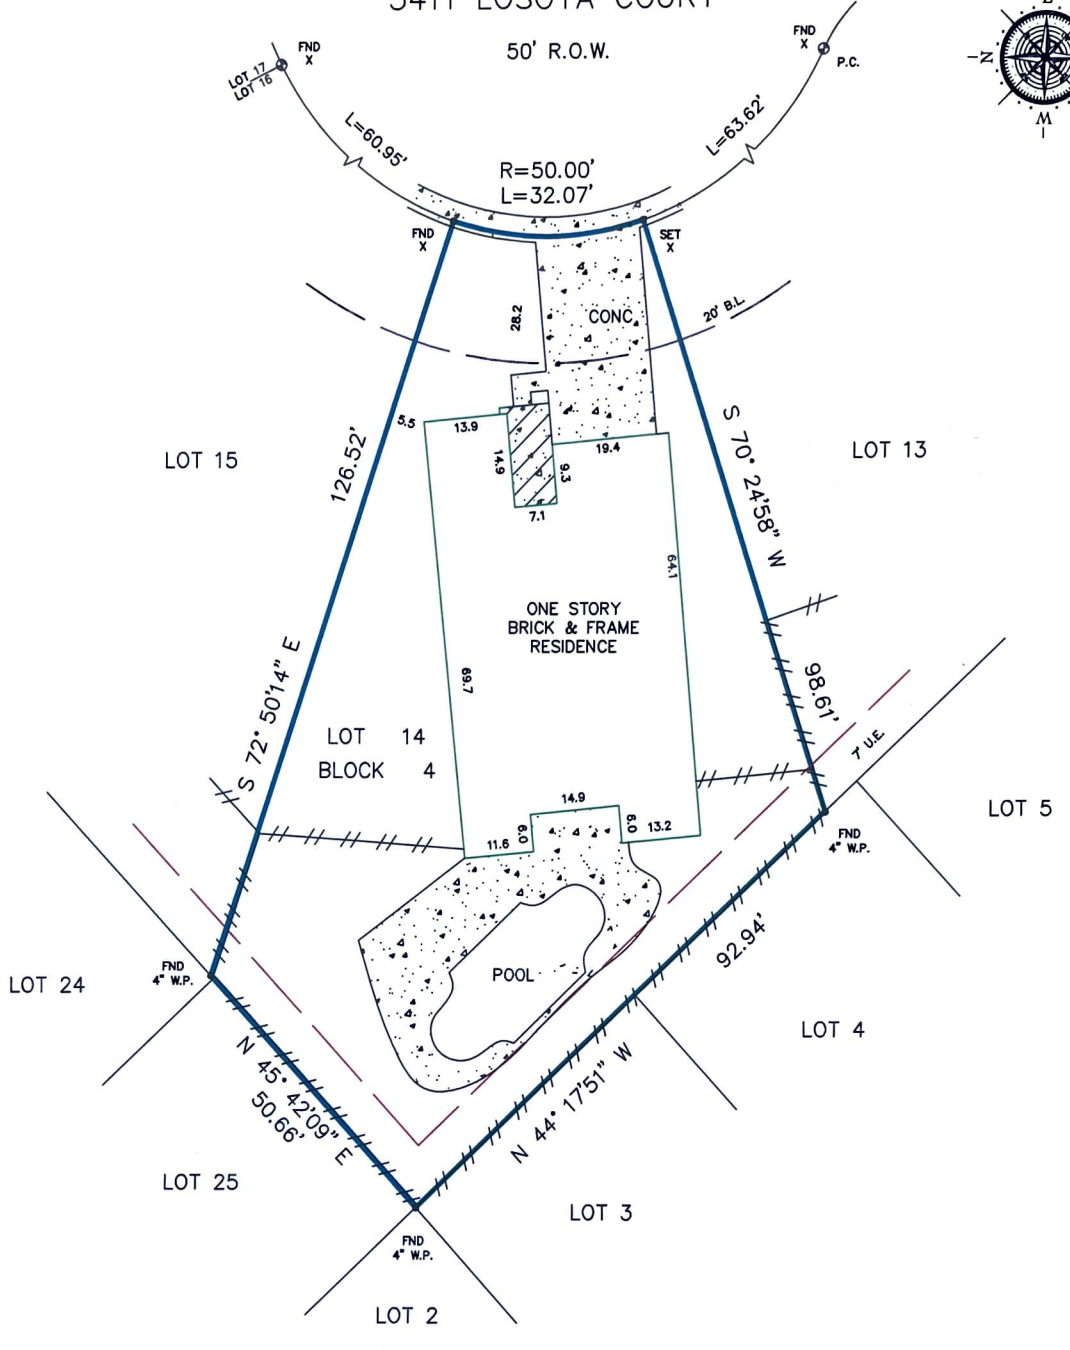 50' R.O.W.
FND
X
FND
X
P.C.
LOT 17
LOT 16
N
W
L=60.95'
L=63.62'
R=50.00'
L=32.07'
FND
X
SET
X
28.2
CONC.
20' B.L.
5.5
13.9
19.4
14.9
9.3
7.1
LOT 15
126.52'
S 70° 24'58" W
LOT 13
64.1
ONE STORY
BRICK & FRAME
RESIDENCE
69.7
S 72° 50'14" E
98.61'
LOT 14
BLOCK 4
7' U.E.
14.9
6.0
6.0
11.6
13.2
LOT 5
FND
4" W.P.
92.94'
POOL
FND
4" W.P.
LOT 24
LOT 4
N 45° 42'09" E
50.66'
N 44° 17'51" W
LOT 25
LOT 3
FND
4" W.P.
LOT 2